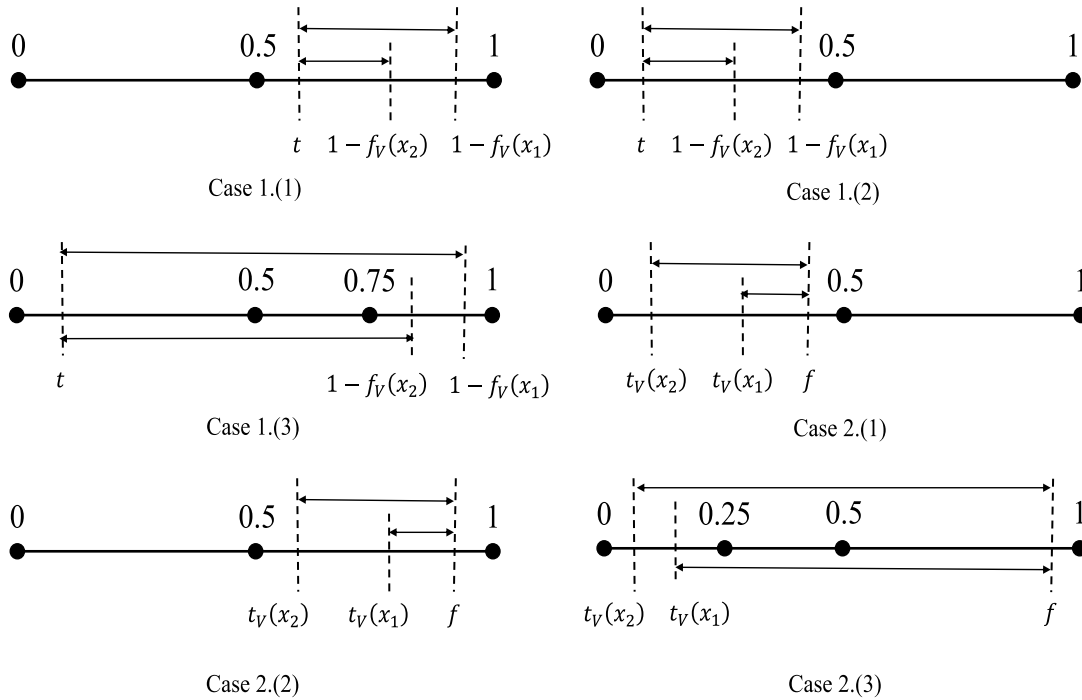 0 0.5 1
t 1 − f_V(x_2) 1 − f_V(x_1)
Case 1.(1)
0 0.5 1
t 1 − f_V(x_2) 1 − f_V(x_1)
Case 1.(2)
0 0.5 0.75 1
t 1 − f_V(x_2) 1 − f_V(x_1)
Case 1.(3)
0 0.5 1
t_V(x_2) t_V(x_1) f
Case 2.(1)
0 0.5 1
t_V(x_2) t_V(x_1) f
Case 2.(2)
0 0.25 0.5 1
t_V(x_2) t_V(x_1) f
Case 2.(3)